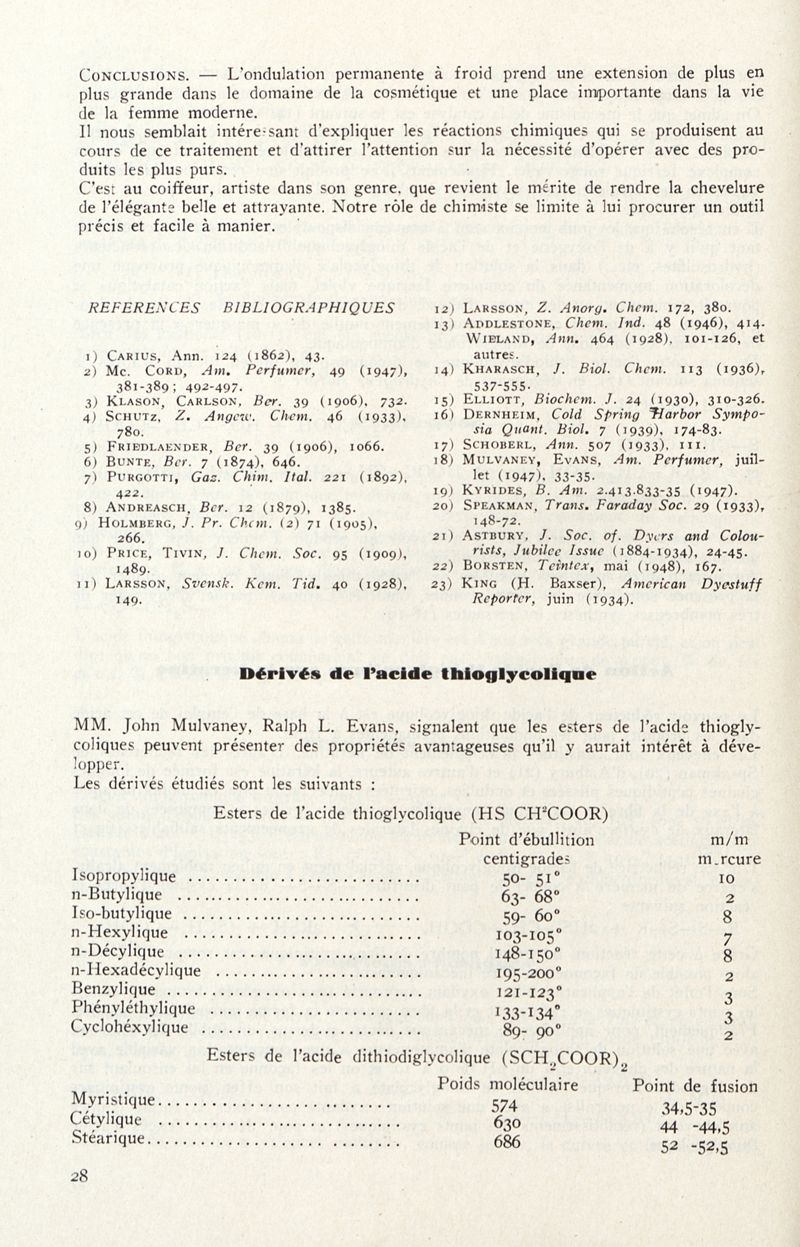 CONCLUSIONS. — L'ondulation permanente à froid prend une extension de plus en
plus grande dans le domaine de la cosmétique et une place importante dans la vie
de la femme moderne.
Il nous semblait intéressant d'expliquer les réactions chimiques qui se produisent au
cours de ce traitement et d'attirer l'attention sur la nécessité d'opérer avec des pro-
duits les plus purs.
C'est au coiffeur, artiste dans son genre, que revient le mérite de rendre la chevelure
de l'élégante belle et attrayante. Notre rôle de chimiste se limite à lui procurer un outil
précis et facile à manier.
REFERENCES BIBLIOGRAPHIQUES
1) CARIUS, Ann. 124 (1862), 43.
2) Mc. CORD, Am. Perfumer, 49 (1947),
381-389; 492-497.
3) KLASON, CARLSON, Ber. 39 (1906), 732.
4) SCHUTZ, Z. Angew. Chem. 46 (1933),
780.
5) FRIEDLAENDER, Ber. 39 (1906), 1066.
6) BUNTE, Ber. 7 (1874), 646.
7) PURGOTTI, Gaz. Chim. Ital. 221 (1892),
422.
8) ANDREASCH, Ber. 12 (1879), 1385.
9) HOLMBERG, J. Pr. Chem. (2) 71 (1905),
266.
10) PRICE, TIVIN, J. Chem. Soc. 95 (1909),
1489.
11) LARSSON, Svensk. Kem. Tid. 40 (1928),
149.
12) LARSSON, Z. Anorg. Chem. 172, 380.
13) ADDLESTONE, Chem. Ind. 48 (1946), 414.
WIELAND, Ann. 464 (1928), 101-126, et
autres.
14) KHARASCH, J. Biol. Chem. 113 (1936),
537-555.
15) ELLIOTT, Biochem. J. 24 (1930), 310-326.
16) DERNHEIM, Cold Spring Harbor Sympo-
sia Quant. Biol. 7 (1939), 174-83.
17) SCHOBERL, Ann. 507 (1933), 111.
18) MULVANEY, EVANS, Am. Perfumer, juil-
let (1947), 33-35.
19) KYRIDES, B. Am. 2.413.833-35 (1947).
20) SPEAKMAN, Trans. Faraday Soc. 29 (1933),
148-72.
21) ASTBURY, J. Soc. of. Dyers and Colou-
rists, Jubilee Issue (1884-1934), 24-45.
22) BORSTEN, Teintex, mai (1948), 167.
23) KING (H. Baxser), American Dyestuff
Reporter, juin (1934).
Dérivés de l'acide thioglycolique
MM. John Mulvaney, Ralph L. Evans, signalent que les esters de l'acide thiogly-
coliques peuvent présenter des propriétés avantageuses qu'il y aurait intérêt à déve-
lopper.
Les dérivés étudiés sont les suivants :
Esters de l'acide thioglycolique (HS CH²COOR)
Point d'ébullition m/m
centigrades m.rcure
Isopropylique .......................... 50- 51° 10
n-Butylique .......................... 63- 68° 2
Iso-butylique .......................... 59- 60° 8
n-Hexylique .......................... 103-105° 7
n-Décylique .......................... 148-150° 8
n-Hexadécylique ...................... 195-200° 2
Benzylique .......................... 121-123° 3
Phényléthylique ...................... 133-134° 3
Cyclohéxylique ...................... 89- 90° 2
Esters de l'acide dithiodiglycolique (SCH₂COOR)₂
Poids moléculaire Point de fusion
Myristique.......................... 574 34,5-35
Cétylique .......................... 630 44 -44,5
Stéarique.......................... 686 52 -52,5
28